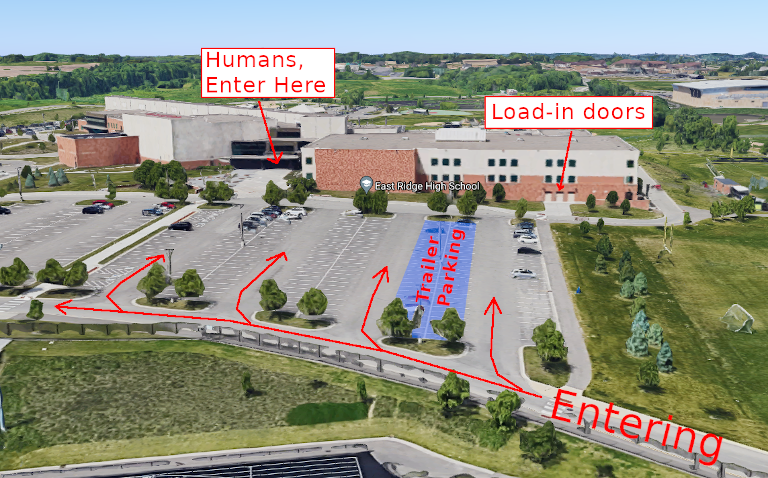 Humans,
Enter Here
Load-in doors
East Ridge High School
Trailer
Parking
Entering